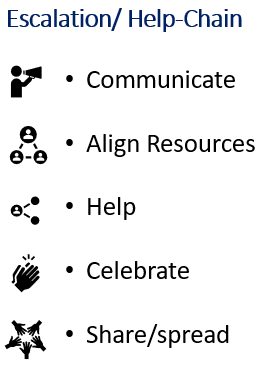 Escalation/ Help-Chain
• Communicate
• Align Resources
• Help
• Celebrate
• Share/spread